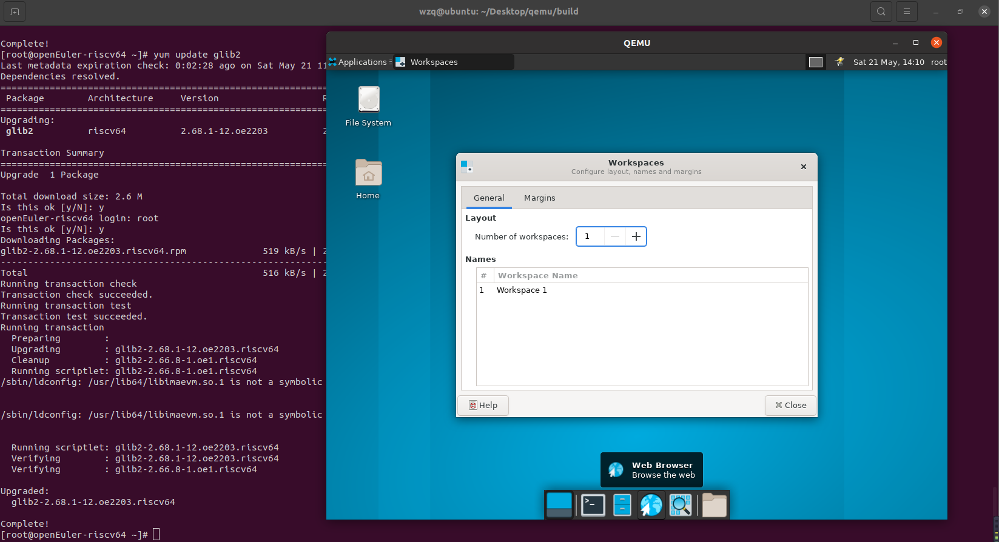 wzq@ubuntu: ~/Desktop/qemu/build
Complete!
[root@openEuler-riscv64 ~]# yum update glib2
Last metadata expiration check: 0:02:28 ago on Sat May 21 11
Dependencies resolved.
Package Architecture Version R
Upgrading:
glib2 riscv64 2.68.1-12.oe2203 2
Transaction Summary
Upgrade 1 Package
Total download size: 2.6 M
Is this ok [y/N]: y
openEuler-riscv64 login: root
Is this ok [y/N]: y
Downloading Packages:
glib2-2.68.1-12.oe2203.riscv64.rpm 519 kB/s | 2
Total 516 kB/s | 2
Running transaction check
Transaction check succeeded.
Running transaction test
Transaction test succeeded.
Running transaction
Preparing :
Upgrading : glib2-2.68.1-12.oe2203.riscv64
Cleanup : glib2-2.66.8-1.oe1.riscv64
Running scriptlet: glib2-2.66.8-1.oe1.riscv64
/sbin/ldconfig: /usr/lib64/libimaevm.so.1 is not a symbolic
/sbin/ldconfig: /usr/lib64/libimaevm.so.1 is not a symbolic
Running scriptlet: glib2-2.68.1-12.oe2203.riscv64
Verifying : glib2-2.68.1-12.oe2203.riscv64
Verifying : glib2-2.66.8-1.oe1.riscv64
Upgraded:
glib2-2.68.1-12.oe2203.riscv64
Complete!
[root@openEuler-riscv64 ~]#
QEMU
Applications Workspaces Sat 21 May, 14:10 root
File System
Home
Workspaces
Configure layout, names and margins
General Margins
Layout
Number of workspaces: 1
Names
# Workspace Name
1 Workspace 1
Help Close
Web Browser
Browse the web